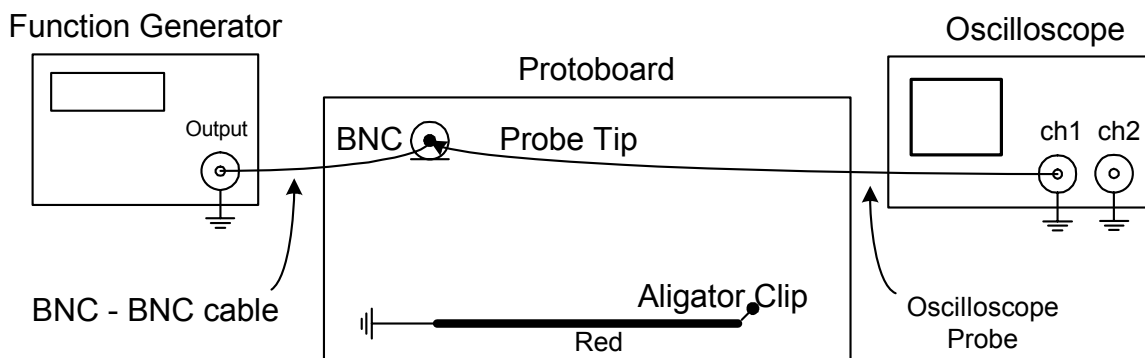 Function Generator
Oscilloscope
Protoboard
Output
BNC
Probe Tip
ch1
ch2
BNC - BNC cable
Aligator Clip
Red
Oscilloscope
Probe